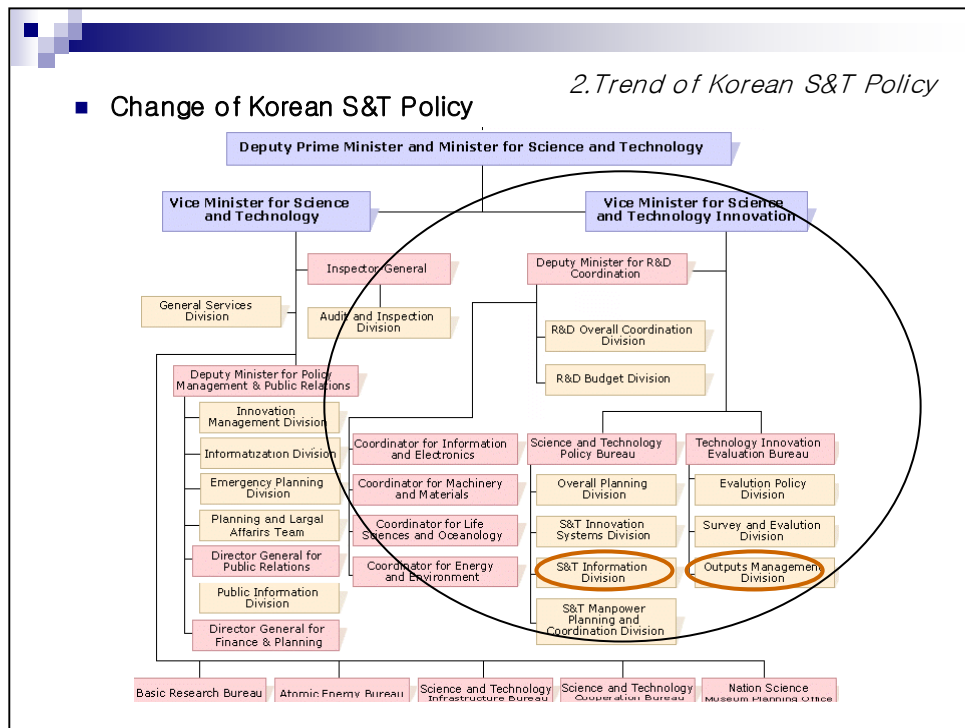 2.Trend of Korean S&T Policy
Change of Korean S&T Policy
Deputy Prime Minister and Minister for Science and Technology
Vice Minister for Science
and Technology
Vice Minister for Science
and Technology Innovation
Inspector General
Deputy Minister for R&D
Coordination
General Services
Division
Audit and Inspection
Division
R&D Overall Coordination
Division
R&D Budget Division
Deputy Minister for Policy
Management & Public Relations
Innovation
Management Division
Informatization Division
Emergency Planning
Division
Planning and Largal
Affairs Team
Director General for
Public Relations
Public Information
Division
Director General for
Finance & Planning
Coordinator for Information
and Electronics
Coordinator for Machinery
and Materials
Coordinator for Life
Sciences and Oceanology
Coordinator for Energy
and Environment
Science and Technology
Policy Bureau
Overall Planning
Division
S&T Innovation
Systems Division
S&T Information
Division
S&T Manpower
Planning and
Coordination Division
Technology Innovation
Evaluation Bureau
Evalution Policy
Division
Survey and Evalution
Division
Outputs Management
Division
Basic Research Bureau
Atomic Energy Bureau
Science and Technology
Infrastructure Bureau
Science and Technology
Cooperation Bureau
Nation Science
Museum Planning Office